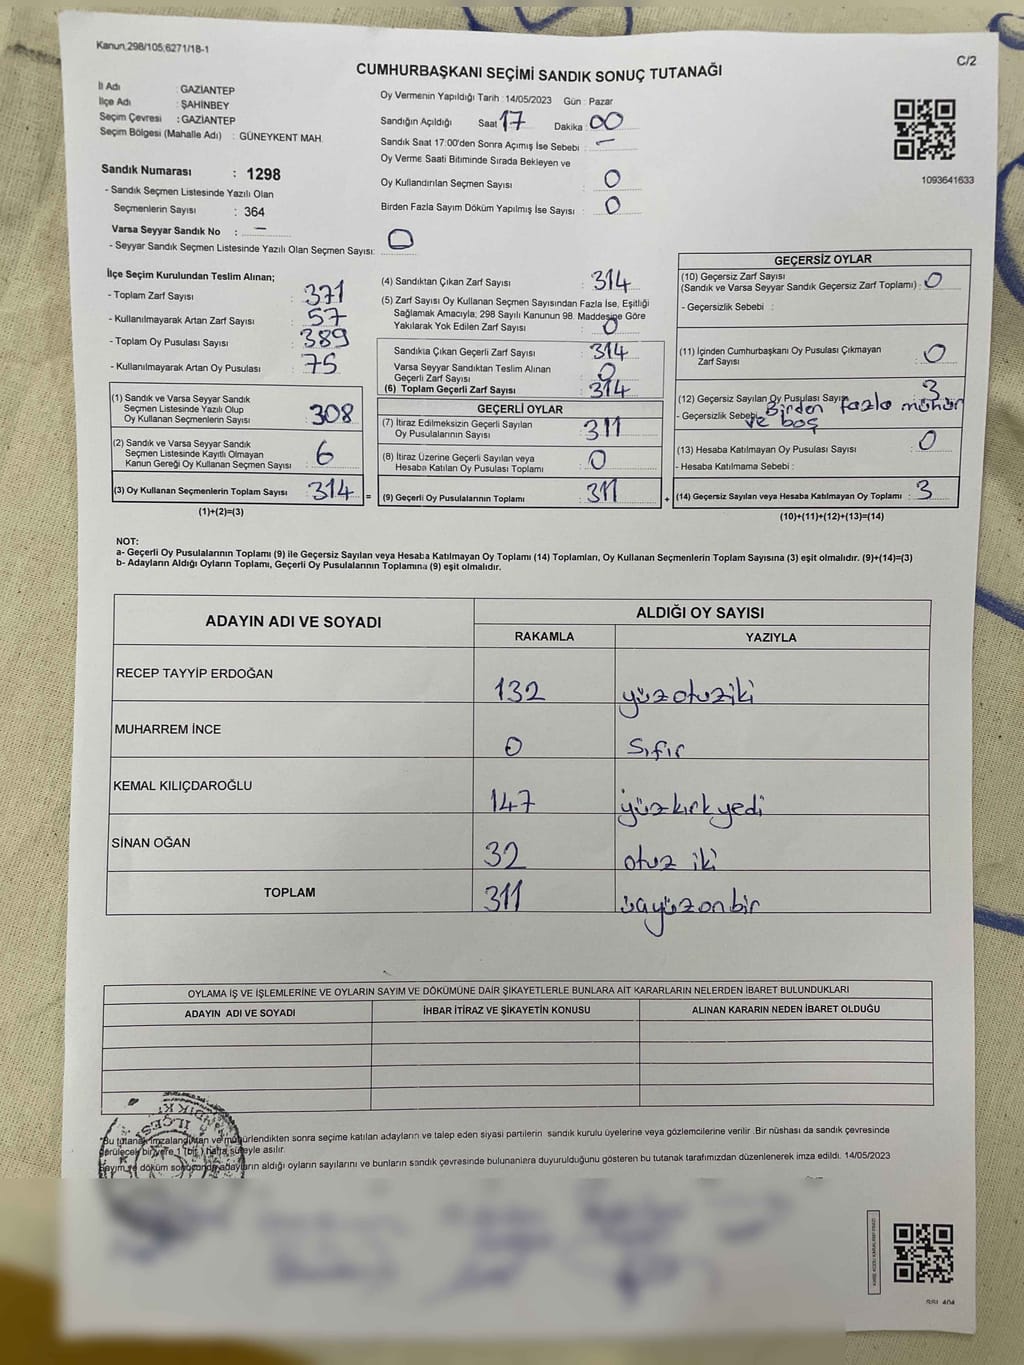 Kanun;298/105;6271/18-1
C/2
CUMHURBAŞKANI SEÇİMİ SANDIK SONUÇ TUTANAĞI
İl Adı : GAZİANTEP
İlçe Adı : ŞAHİNBEY
Seçim Çevresi : GAZİANTEP
Seçim Bölgesi (Mahalle Adı) : GÜNEYKENT MAH.
Oy Vermenin Yapıldığı Tarih : 14/05/2023 Gün : Pazar
Sandığın Açıldığı Saat 17 Dakika : 00
Sandık Saat 17:00'den Sonra Açımış İse Sebebi : -
Oy Verme Saati Bitiminde Sırada Bekleyen ve
Oy Kullandırılan Seçmen Sayısı : 0
Birden Fazla Sayım Döküm Yapılmış İse Sayısı : 0
1093641633
Sandık Numarası : 1298
- Sandık Seçmen Listesinde Yazılı Olan
Seçmenlerin Sayısı : 364
Varsa Seyyar Sandık No : -
- Seyyar Sandık Seçmen Listesinde Yazılı Olan Seçmen Sayısı: 0
İlçe Seçim Kurulundan Teslim Alınan;
- Toplam Zarf Sayısı : 371
- Kullanılmayarak Artan Zarf Sayısı : 57
- Toplam Oy Pusulası Sayısı : 389
- Kullanılmayarak Artan Oy Pusulası : 75
(1) Sandık ve Varsa Seyyar Sandık
Seçmen Listesinde Yazılı Olup
Oy Kullanan Seçmenlerin Sayısı : 308
(2) Sandık ve Varsa Seyyar Sandık
Seçmen Listesinde Kayıtlı Olmayan
Kanun Gereği Oy Kullanan Seçmen Sayısı : 6
(3) Oy Kullanan Seçmenlerin Toplam Sayısı : 314 =
(1)+(2)=(3)
(4) Sandıktan Çıkan Zarf Sayısı : 314
(5) Zarf Sayısı Oy Kullanan Seçmen Sayısından Fazla İse, Eşitliği
Sağlamak Amacıyla; 298 Sayılı Kanunun 98. Maddesine Göre
Yakılarak Yok Edilen Zarf Sayısı : 0
Sandıkta Çıkan Geçerli Zarf Sayısı : 314
Varsa Seyyar Sandıktan Teslim Alınan
Geçerli Zarf Sayısı : 0
(6) Toplam Geçerli Zarf Sayısı : 314
GEÇERLİ OYLAR
(7) İtiraz Edilmeksizin Geçerli Sayılan
Oy Pusulalarının Sayısı : 311
(8) İtiraz Üzerine Geçerli Sayılan veya
Hesaba Katılan Oy Pusulası Toplamı : 0
(9) Geçerli Oy Pusulalarının Toplamı : 311 +
GEÇERSİZ OYLAR
(10) Geçersiz Zarf Sayısı
(Sandık ve Varsa Seyyar Sandık Geçersiz Zarf Toplamı) : 0
- Geçersizlik Sebebi :
(11) İçinden Cumhurbaşkanı Oy Pusulası Çıkmayan
Zarf Sayısı : 0
(12) Geçersiz Sayılan Oy Pusulası Sayısı : 3
- Geçersizlik Sebebi : Birden fazla mühür
ve boş
(13) Hesaba Katılmayan Oy Pusulası Sayısı : 0
- Hesaba Katılmama Sebebi :
(14) Geçersiz Sayılan veya Hesaba Katılmayan Oy Toplamı : 3
(10)+(11)+(12)+(13)=(14)
NOT:
a- Geçerli Oy Pusulalarının Toplamı (9) ile Geçersiz Sayılan veya Hesaba Katılmayan Oy Toplamı (14) Toplamları, Oy Kullanan Seçmenlerin Toplam Sayısına (3) eşit olmalıdır. (9)+(14)=(3)
b- Adayların Aldığı Oyların Toplamı, Geçerli Oy Pusulalarının Toplamına (9) eşit olmalıdır.
ADAYIN ADI VE SOYADI
ALDIĞI OY SAYISI
RAKAMLA YAZIYLA
RECEP TAYYİP ERDOĞAN 132 yüzotuziki
MUHARREM İNCE 0 Sıfır
KEMAL KILIÇDAROĞLU 147 yüzkırkyedi
SİNAN OĞAN 32 otuz iki
TOPLAM 311 üçyüzonbir
OYLAMA İŞ VE İŞLEMLERİNE VE OYLARIN SAYIM VE DÖKÜMÜNE DAİR ŞİKAYETLERLE BUNLARA AİT KARARLARIN NELERDEN İBARET BULUNDUKLARI
ADAYIN ADI VE SOYADI İHBAR İTİRAZ VE ŞİKAYETİN KONUSU ALINAN KARARIN NEDEN İBARET OLDUĞU
"Bu tutanak imzalandıktan ve mühürlendikten sonra seçime katılan adayların ve talep eden siyasi partilerin sandık kurulu üyelerine veya gözlemcilerine verilir. Bir nüshası da sandık çevresinde
görülecek bir yere 1 (bir) hafta süreyle asılır.
Sayım ve döküm sonucunda adayların aldığı oyların sayılarını ve bunların sandık çevresinde bulunanlara duyurulduğunu gösteren bu tutanak tarafımızdan düzenlenerek imza edildi. 14/05/2023